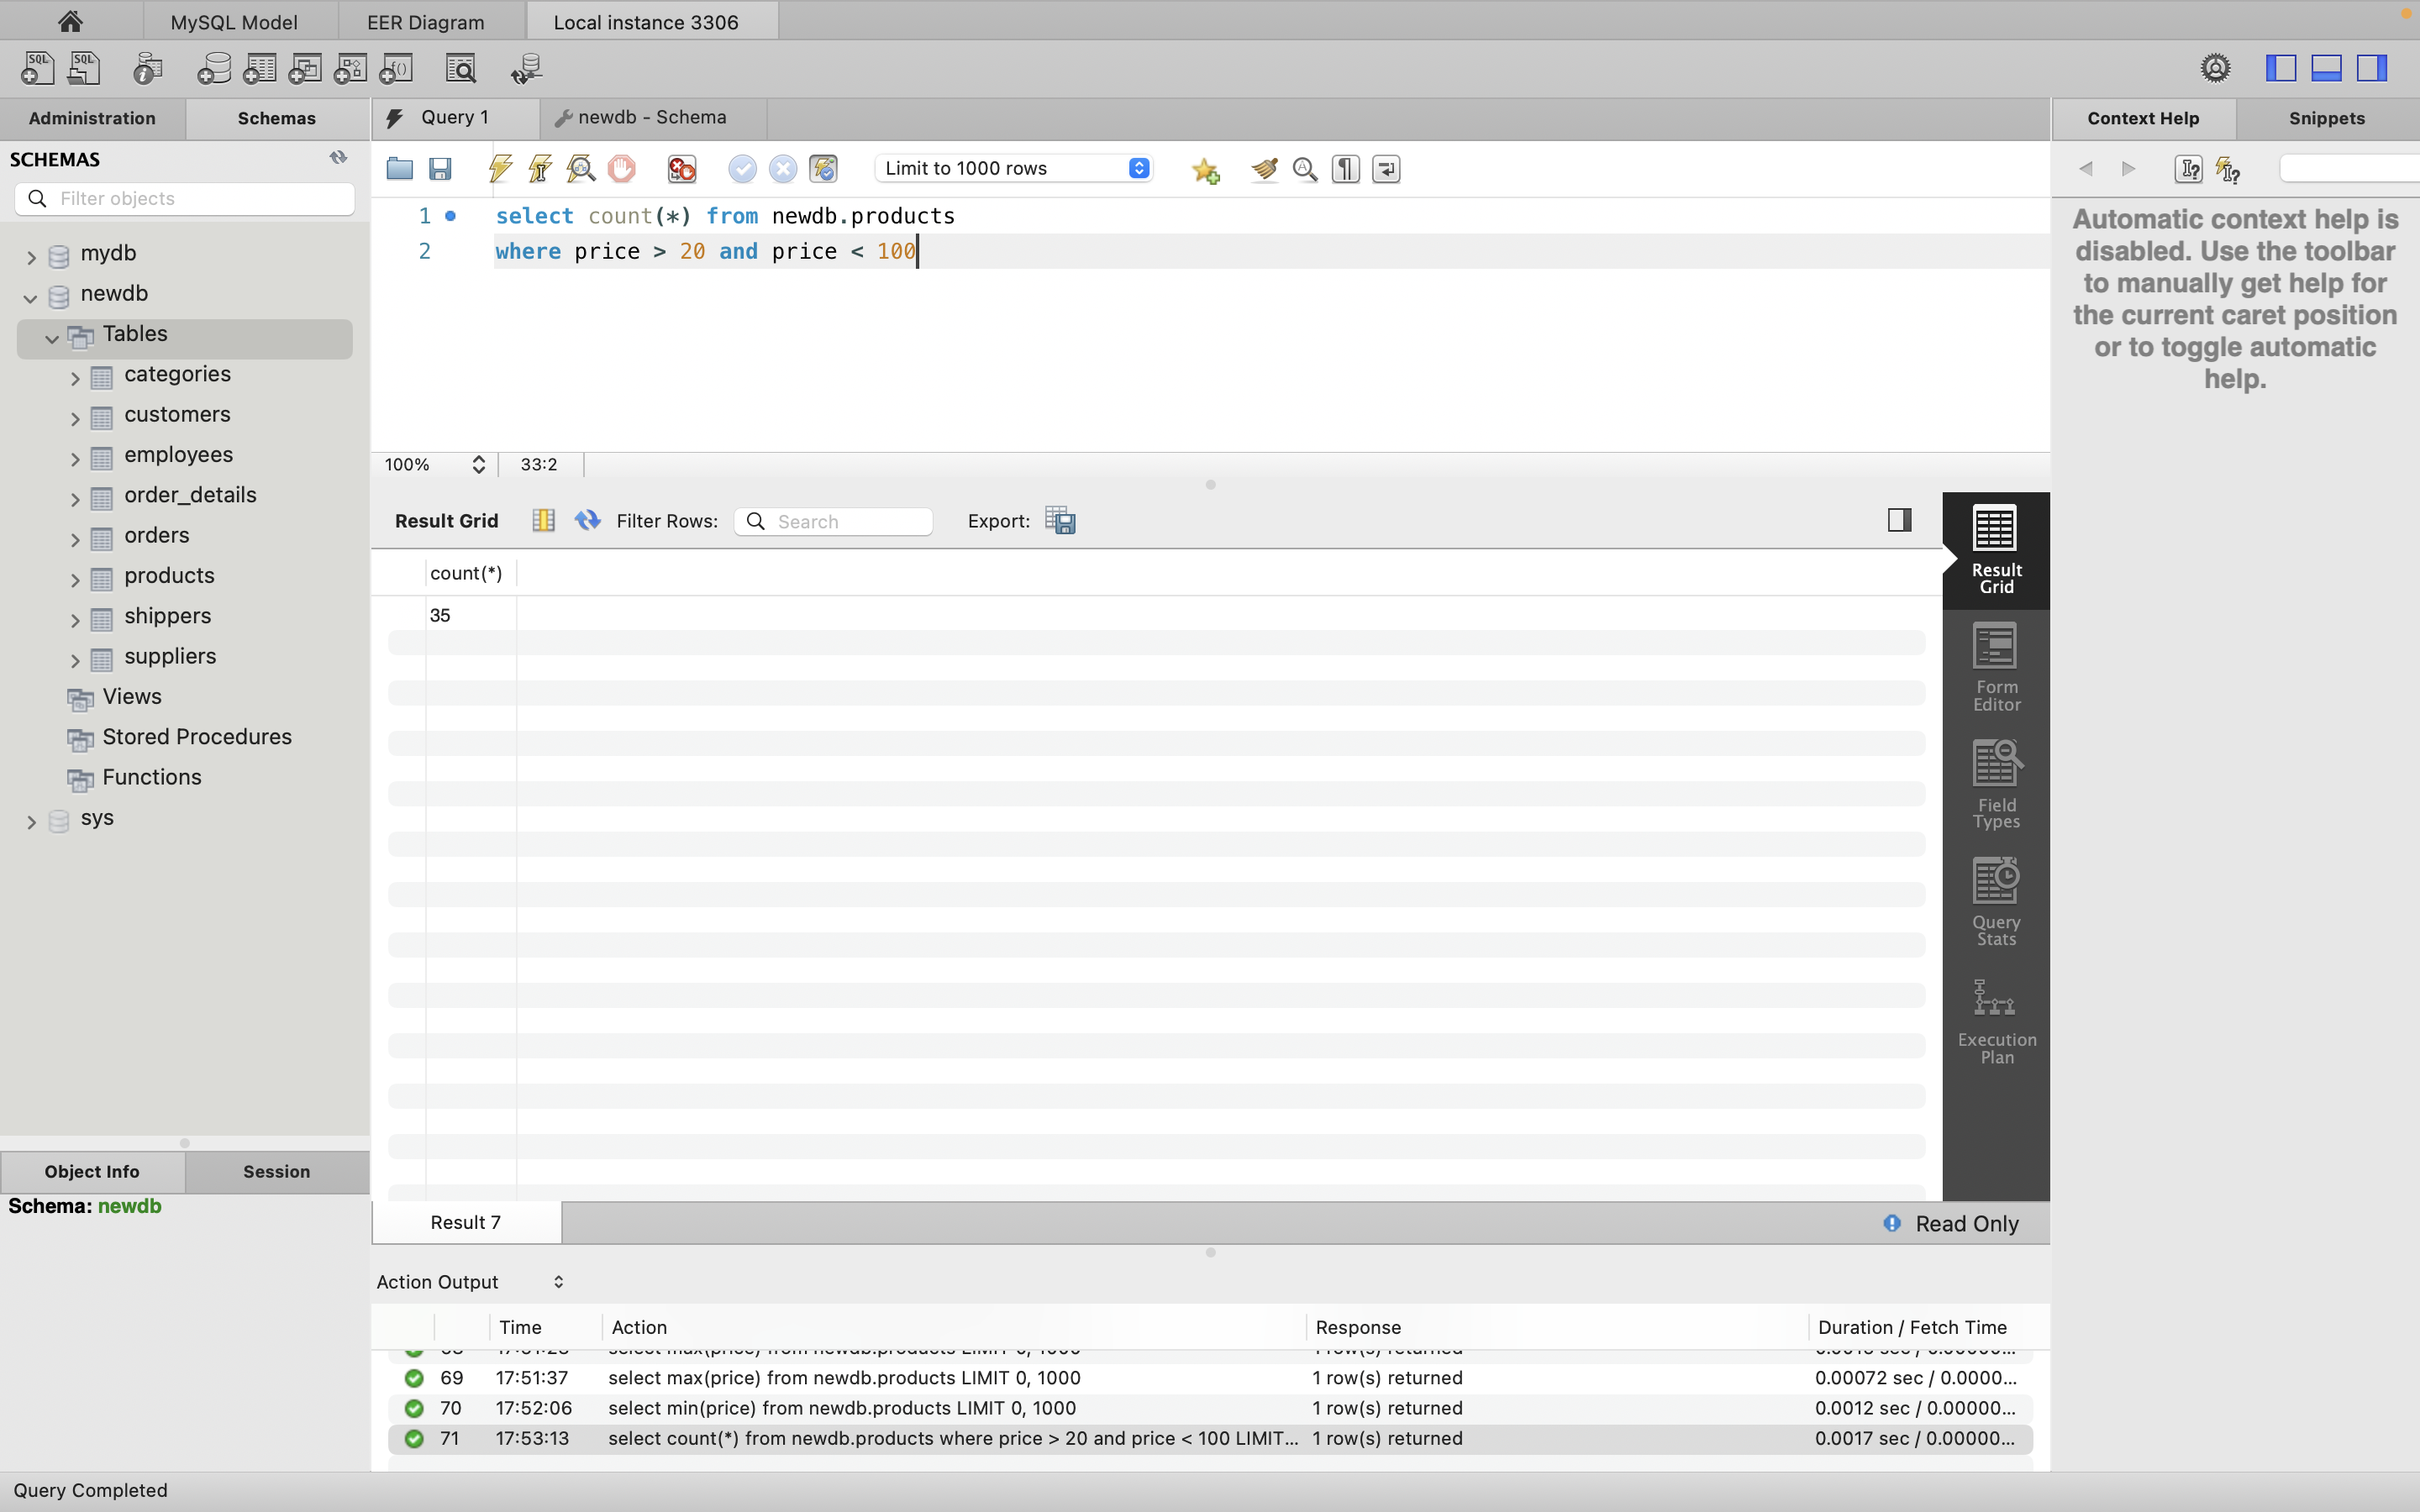 MySQL Model
EER Diagram
Local instance 3306
SQL
SQL
Administration
Schemas
Query 1
newdb - Schema
Context Help
Snippets
SCHEMAS
Filter objects
Limit to 1000 rows
1 select count(*) from newdb.products
2 where price > 20 and price < 100
Automatic context help is
disabled. Use the toolbar
to manually get help for
the current caret position
or to toggle automatic
help.
mydb
newdb
Tables
categories
customers
employees
order_details
orders
products
shippers
suppliers
Views
Stored Procedures
Functions
sys
100%
33:2
Result Grid
Filter Rows:
Search
Export:
count(*)
35
Result
Grid
Form
Editor
Field
Types
Query
Stats
Execution
Plan
Object Info
Session
Schema: newdb
Result 7
Read Only
Action Output
Time Action Response Duration / Fetch Time
69 17:51:37 select max(price) from newdb.products LIMIT 0, 1000 1 row(s) returned 0.00072 sec / 0.0000...
70 17:52:06 select min(price) from newdb.products LIMIT 0, 1000 1 row(s) returned 0.0012 sec / 0.00000...
71 17:53:13 select count(*) from newdb.products where price > 20 and price < 100 LIMIT... 1 row(s) returned 0.0017 sec / 0.00000...
Query Completed